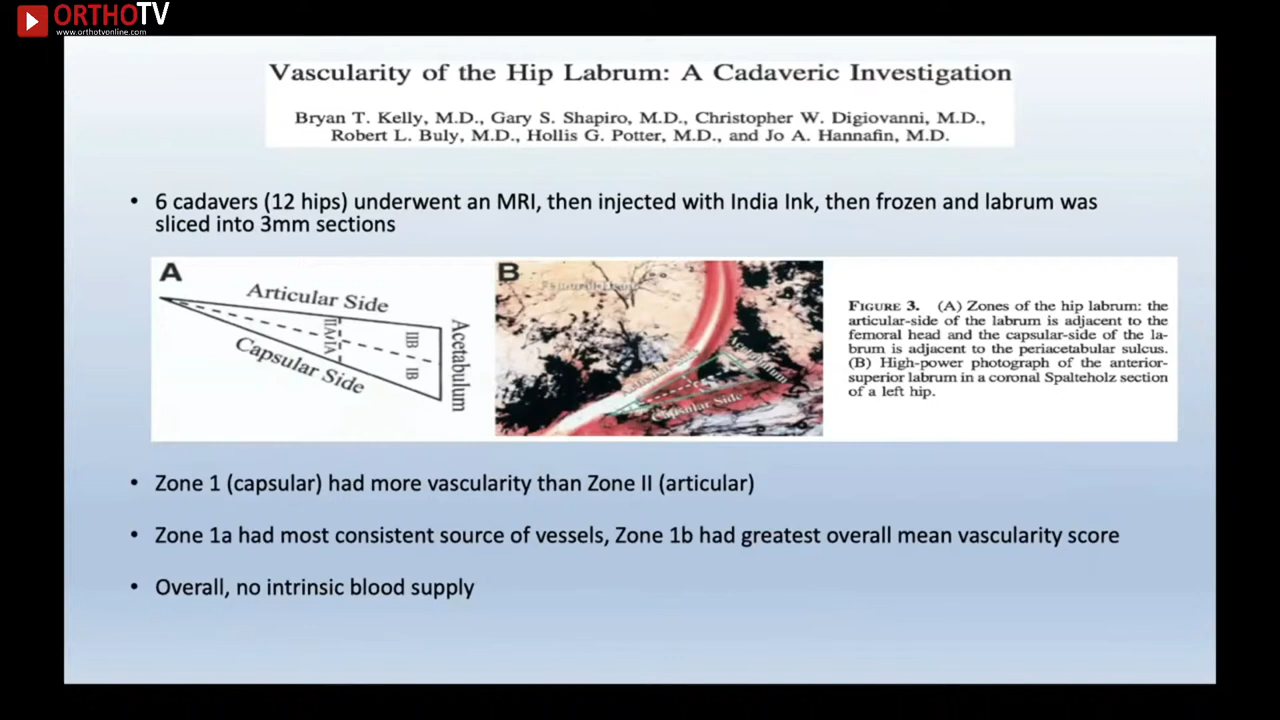 ORTHOTV
www.orthotvonline.com
Vascularity of the Hip Labrum: A Cadaveric Investigation
Bryan T. Kelly, M.D., Gary S. Shapiro, M.D., Christopher W. Digiovanni, M.D.,
Robert L. Buly, M.D., Hollis G. Potter, M.D., and Jo A. Hannafin, M.D.
• 6 cadavers (12 hips) underwent an MRI, then injected with India Ink, then frozen and labrum was
sliced into 3mm sections
A
Articular Side
IIA
IA
IIB
IB
Capsular Side
Acetabulum
B
Femoral Head
Acetabulum
Capsular Side
FIGURE 3. (A) Zones of the hip labrum: the
articular-side of the labrum is adjacent to the
femoral head and the capsular-side of the la-
brum is adjacent to the periacetabular sulcus.
(B) High-power photograph of the anterior-
superior labrum in a coronal Spalteholz section
of a left hip.
• Zone 1 (capsular) had more vascularity than Zone II (articular)
• Zone 1a had most consistent source of vessels, Zone 1b had greatest overall mean vascularity score
• Overall, no intrinsic blood supply